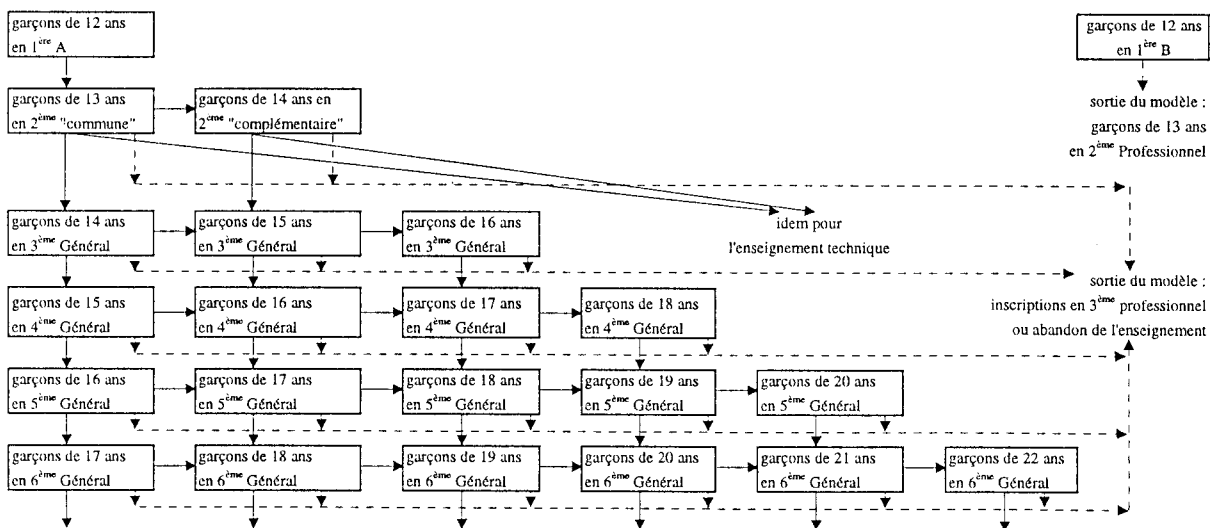 garçons de 12 ans
en 1ère A
garçons de 12 ans
en 1ère B
garçons de 13 ans
en 2ème "commune"
garçons de 14 ans en
2ème "complémentaire"
sortie du modèle :
garçons de 13 ans
en 2ème Professionnel
garçons de 14 ans
en 3ème Général
garçons de 15 ans
en 3ème Général
garçons de 16 ans
en 3ème Général
idem pour
l'enseignement technique
sortie du modèle :
inscriptions en 3ème professionnel
ou abandon de l'enseignement
garçons de 15 ans
en 4ème Général
garçons de 16 ans
en 4ème Général
garçons de 17 ans
en 4ème Général
garçons de 18 ans
en 4ème Général
garçons de 16 ans
en 5ème Général
garçons de 17 ans
en 5ème Général
garçons de 18 ans
en 5ème Général
garçons de 19 ans
en 5ème Général
garçons de 20 ans
en 5ème Général
garçons de 17 ans
en 6ème Général
garçons de 18 ans
en 6ème Général
garçons de 19 ans
en 6ème Général
garçons de 20 ans
en 6ème Général
garçons de 21 ans
en 6ème Général
garçons de 22 ans
en 6ème Général